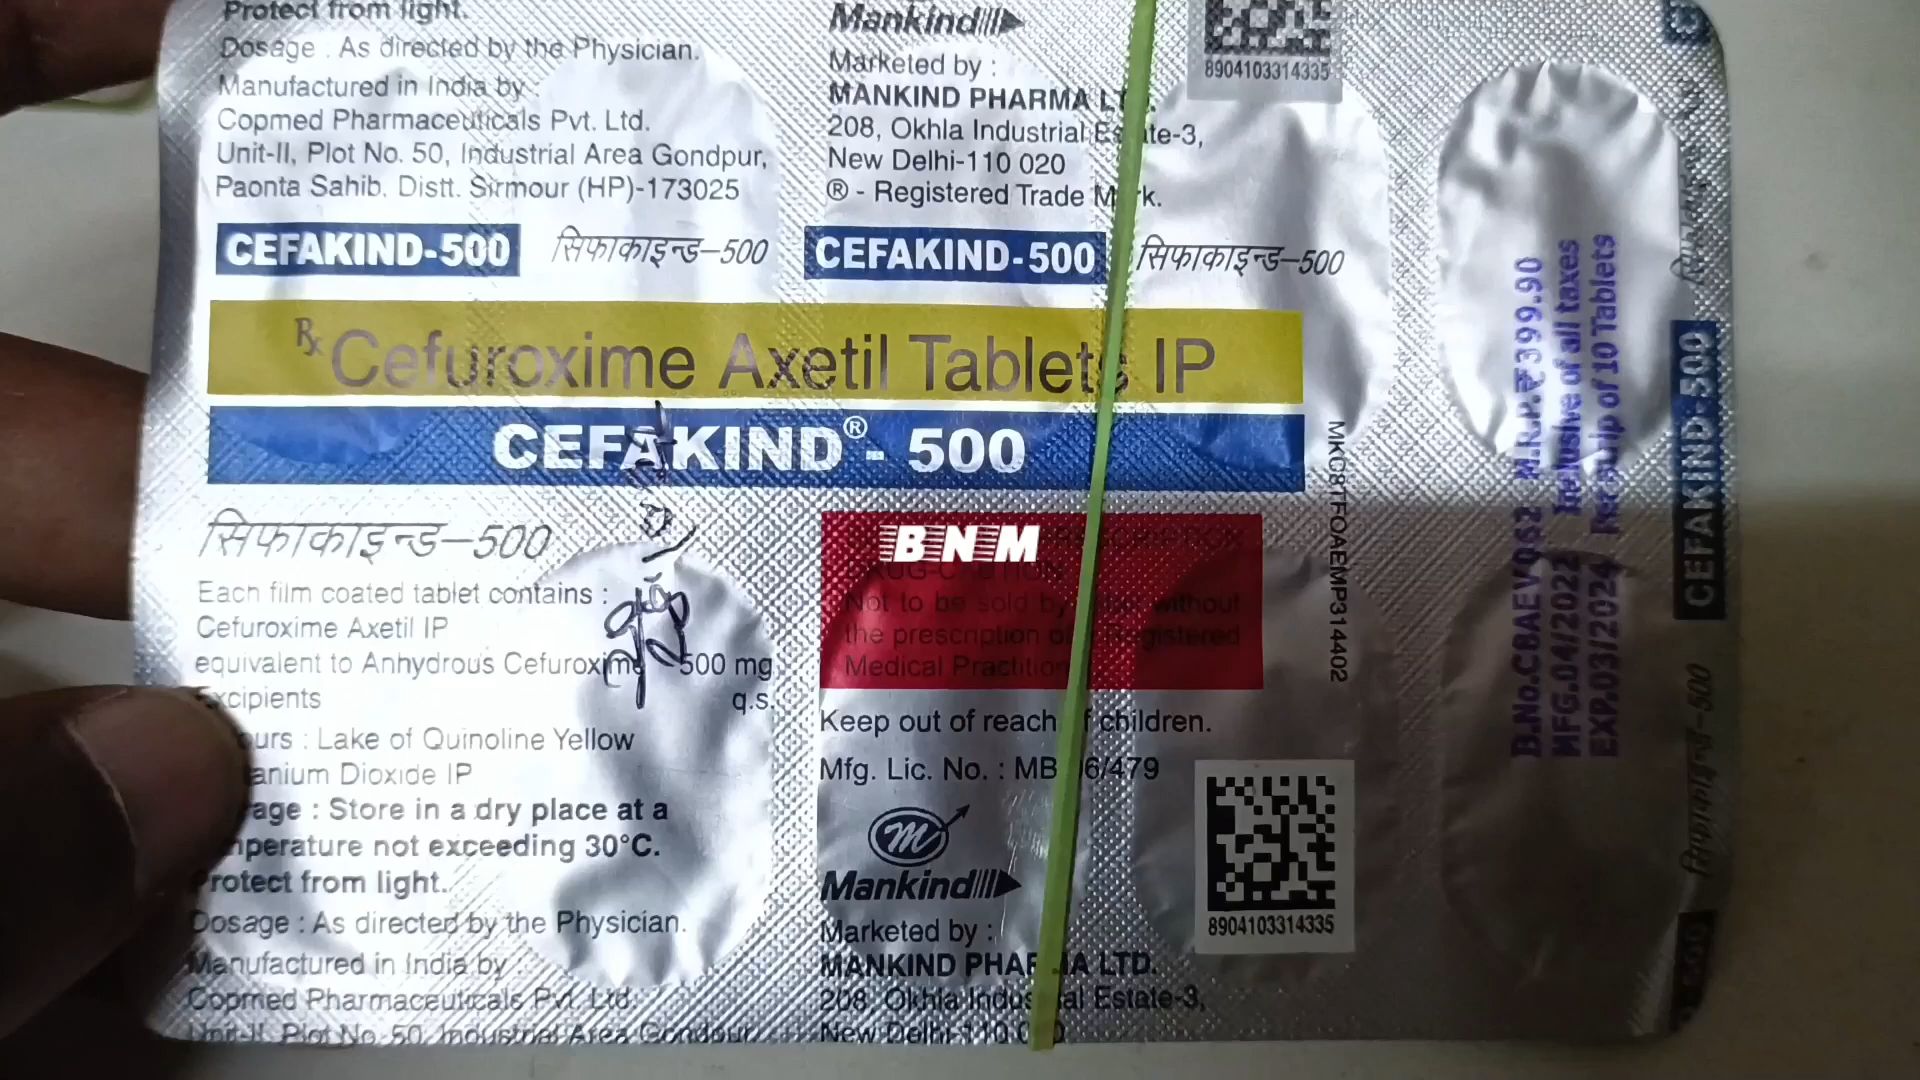 Protect from light.
Dosage : As directed by the Physician.
Manufactured in India by :
Copmed Pharmaceuticals Pvt. Ltd.
Unit-II, Plot No. 50, Industrial Area Gondpur,
Paonta Sahib, Distt. Sirmour (HP)-173025
Mankind
Marketed by :
MANKIND PHARMA LTD.
208, Okhla Industrial Estate-3,
New Delhi-110 020
® - Registered Trade Mark.
8904103314335
CEFAKIND-500 सिफाकाइन्ड–500 CEFAKIND-500 सिफाकाइन्ड–500
Rx Cefuroxime Axetil Tablets IP
CEFAKIND® - 500
सिफाकाइन्ड–500
Each film coated tablet contains :
Cefuroxime Axetil IP
equivalent to Anhydrous Cefuroxime 500 mg
Excipients q.s.
Colours : Lake of Quinoline Yellow
Titanium Dioxide IP
Storage : Store in a dry place at a
temperature not exceeding 30°C.
Protect from light.
Dosage : As directed by the Physician.
Manufactured in India by :
Copmed Pharmaceuticals Pvt. Ltd.
Unit-II, Plot No. 50, Industrial Area Gondpur,
BNM
Not to be sold by without
the prescription of Registered
Medical Practition
Keep out of reach of children.
Mfg. Lic. No. : MB 06/479
m
Mankind
Marketed by :
MANKIND PHARMA LTD.
208, Okhla Industrial Estate-3,
New Delhi-110 020
8904103314335
MKC8TFOAEMP314402
B.No.C8AEV062 M.R.P.₹399.90
MFG.04/2022 Inclusive of all taxes
EXP.03/2024 Per strip of 10 Tablets
CEFAKIND-500
सिफाकाइन्ड–500